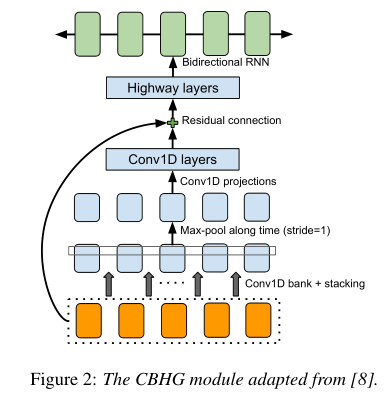 Bidirectional RNN
Highway layers
Residual connection
Conv1D layers
Conv1D projections
Max-pool along time (stride=1)
Conv1D bank + stacking
Figure 2: The CBHG module adapted from [8].